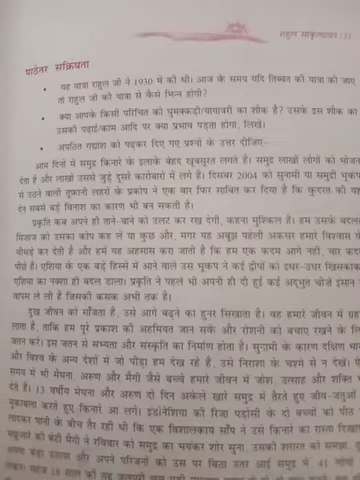 राहुल सांकृत्यायन
पाठेतर सक्रियता
• यह यात्रा राहुल जी ने 1930 में की थी। आज के समय यदि तिब्बत की यात्रा की जाए
तो राहुल जी की यात्रा से कैसे भिन्न होगी?
• क्या आपके किसी परिचित को घुमक्कड़ी/यायावरी का शौक है? उसके इस शौक का
उसकी पढ़ाई/काम आदि पर क्या प्रभाव पड़ता होगा, लिखें।
• अपठित गद्यांश को पढ़कर दिए गए प्रश्नों के उत्तर दीजिए–
आम दिनों में समुद्र किनारे के इलाके बेहद खूबसूरत लगते हैं। समुद्र लाखों लोगों को भोजन
देता है और लाखों उससे जुड़े दूसरे कारोबारों में लगे हैं। दिसंबर 2004 को सुनामी या समुद्री भूकंप
से उठने वाली तूफ़ानी लहरों के प्रकोप ने एक बार फिर साबित कर दिया है कि कुदरत की यह
देन सबसे बड़े विनाश का कारण भी बन सकती है।
प्रकृति कब अपने ही ताने-बाने को उलट कर रख देगी, कहना मुश्किल है। हम उसके बदलते
मिज़ाज को उसका कोप कह लें या कुछ और, मगर यह अबूझ पहेली अकसर हमारे विश्वास के
चीथड़े कर देती है और हमें यह अहसास करा जाती है कि हम एक कदम आगे नहीं, चार कदम
पीछे हैं। एशिया के एक बड़े हिस्से में आने वाले उस भूकंप ने कई द्वीपों को इधर-उधर खिसकाकर
एशिया का नक्शा ही बदल डाला। प्रकृति ने पहले भी अपनी ही दी हुई कई अद्भुत चीज़ें इंसान
वापस ले ली हैं जिसकी कसक अभी तक है।
दुख जीवन को माँजता है, उसे आगे बढ़ने का हुनर सिखाता है। वह हमारे जीवन में ग्रह
लाता है, ताकि हम पूरे प्रकाश की अहमियत जान सकें और रोशनी को बचाए रखने के लिए
जतन करें। इस जतन से सभ्यता और संस्कृति का निर्माण होता है। सुनामी के कारण दक्षिण भार
और विश्व के अन्य देशों में जो पीड़ा हम देख रहे हैं, उसे निराशा के चश्मे से न देखें।
समय में भी मेघना, अरुण और मैगी जैसे बच्चे हमारे जीवन में जोश, उत्साह और शक्ति
देते हैं। 13 वर्षीय मेघना और अरुण दो दिन अकेले खारे समुद्र में तैरते हुए जीव-जंतुओं
मुकाबला करते हुए किनारे आ लगे। इंडोनेशिया की रिज़ा पड़ोसी के दो बच्चों को पीठ
लादकर पानी के बीच तैर रही थी कि एक विशालकाय साँप ने उसे किनारे का रास्ता दिखाया
मछुआरे की बेटी मैगी ने रविवार को समुद्र का भयंकर शोर सुना, उसकी शरारत को समझा,
बेड़ा उठाया और अपने परिजनों को उस पर बिठा उतर आई समुद्र में, 41 लोगों
महज 18 साल की